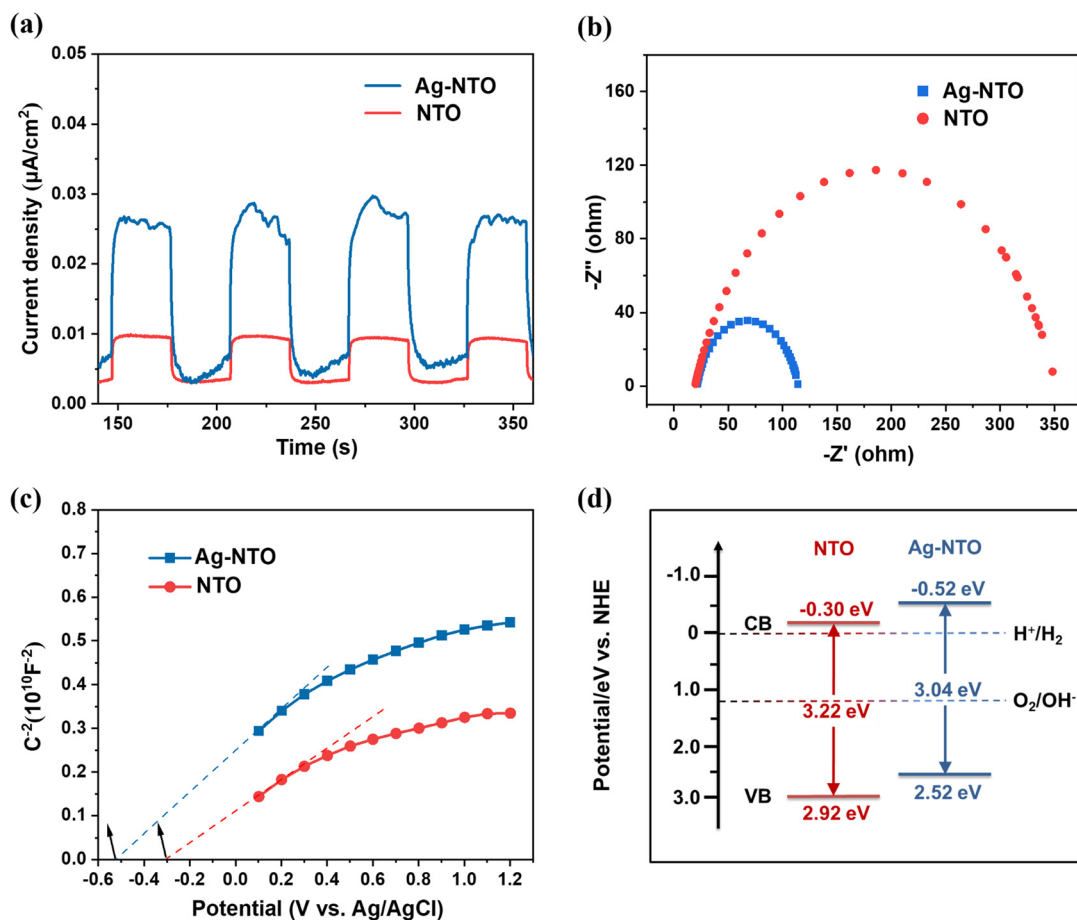 (a)
0.05
0.04
0.03
0.02
0.01
0.00
Current density (μA/cm²)
Ag-NTO
NTO
150
200
250
300
350
Time (s)
(b)
160
120
80
40
0
-Z'' (ohm)
Ag-NTO
NTO
0
50
100
150
200
250
300
350
-Z' (ohm)
(c)
0.8
0.7
0.6
0.5
0.4
0.3
0.2
0.1
0.0
C⁻²(10¹⁰F⁻²)
Ag-NTO
NTO
-0.6
-0.4
-0.2
0.0
0.2
0.4
0.6
0.8
1.0
1.2
Potential (V vs. Ag/AgCl)
(d)
Potential/eV vs. NHE
-1.0
0
1.0
2.0
3.0
CB
VB
NTO
Ag-NTO
-0.30 eV
-0.52 eV
H⁺/H₂
O₂/OH⁻
3.22 eV
3.04 eV
2.92 eV
2.52 eV